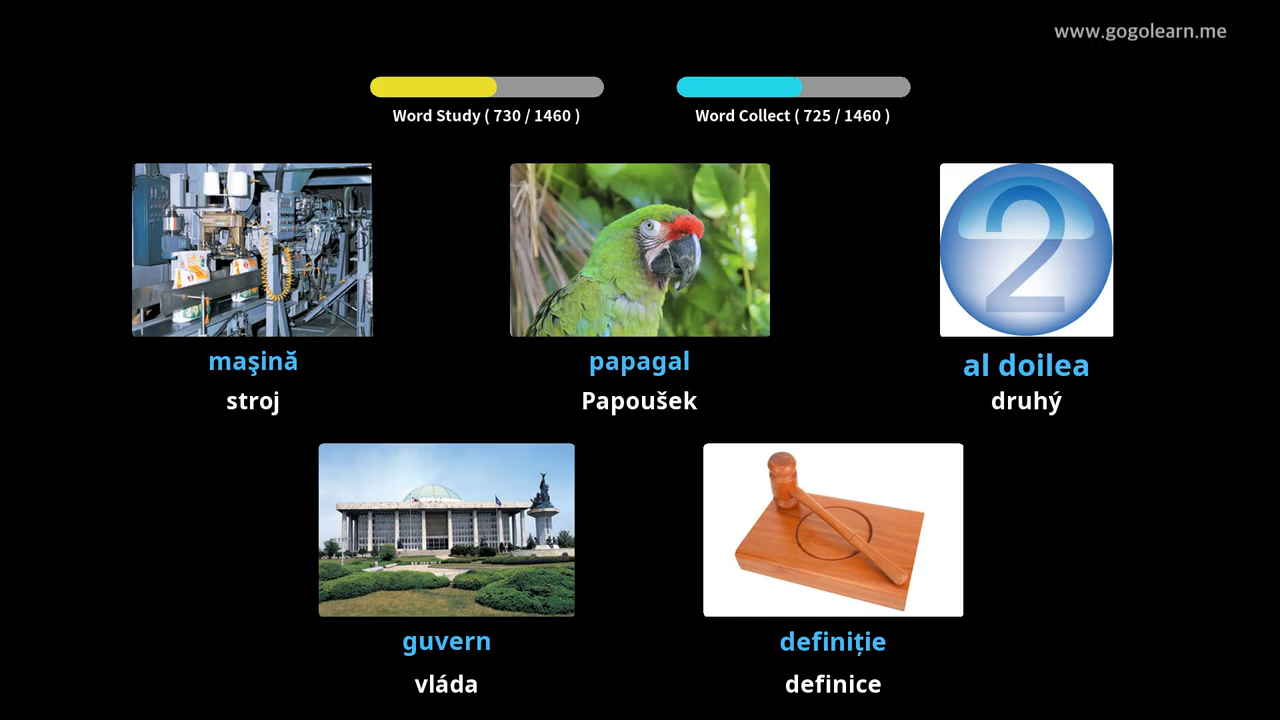 www.gogolearn.me
Word Study ( 730 / 1460 )
Word Collect ( 725 / 1460 )
2
maşină
papagal
al doilea
stroj
Papoušek
druhý
guvern
definiție
vláda
definice